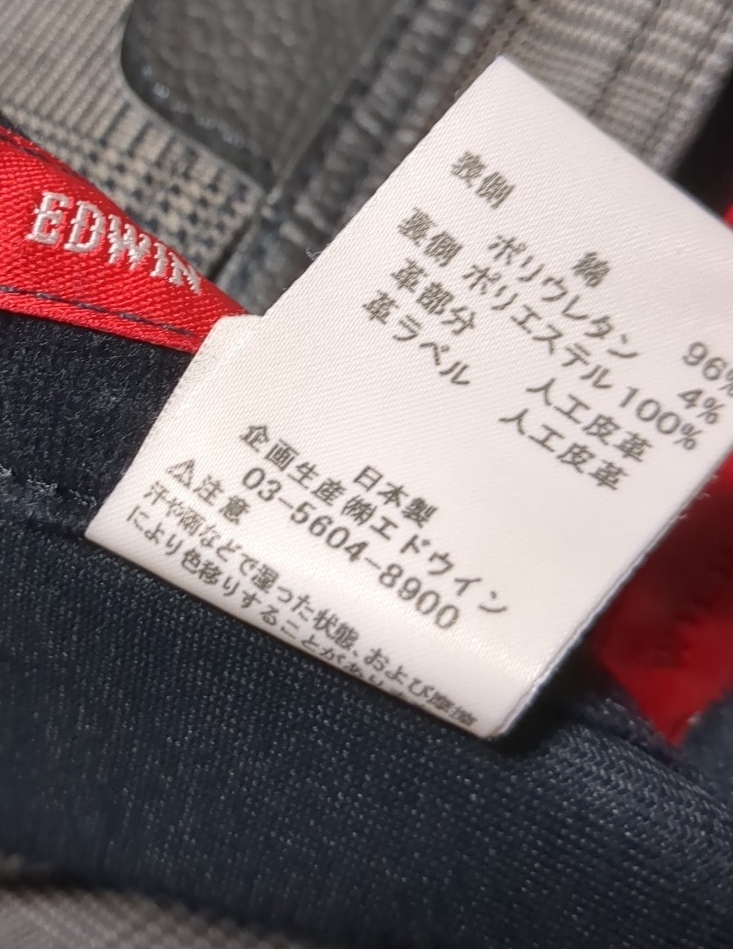 EDWIN
表側 綿 96%
ポリウレタン 4%
裏側 ポリエステル 100%
革部分 人工皮革
革ラベル 人工皮革
日本製
企画生産㈱エドウイン
03-5604-8900
⚠注意
汗や雨などで湿った状態、および摩擦
により色移りすることがあり